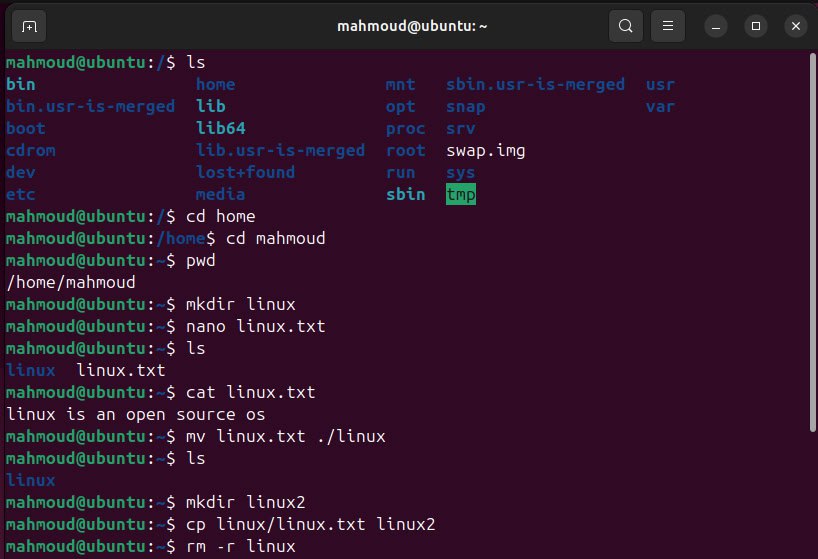 mahmoud@ubuntu: ~
mahmoud@ubuntu:/$ ls
bin home mnt sbin.usr-is-merged usr
bin.usr-is-merged lib opt snap var
boot lib64 proc srv
cdrom lib.usr-is-merged root swap.img
dev lost+found run sys
etc media sbin tmp
mahmoud@ubuntu:/$ cd home
mahmoud@ubuntu:/home$ cd mahmoud
mahmoud@ubuntu:~$ pwd
/home/mahmoud
mahmoud@ubuntu:~$ mkdir linux
mahmoud@ubuntu:~$ nano linux.txt
mahmoud@ubuntu:~$ ls
linux linux.txt
mahmoud@ubuntu:~$ cat linux.txt
linux is an open source os
mahmoud@ubuntu:~$ mv linux.txt ./linux
mahmoud@ubuntu:~$ ls
linux
mahmoud@ubuntu:~$ mkdir linux2
mahmoud@ubuntu:~$ cp linux/linux.txt linux2
mahmoud@ubuntu:~$ rm -r linux